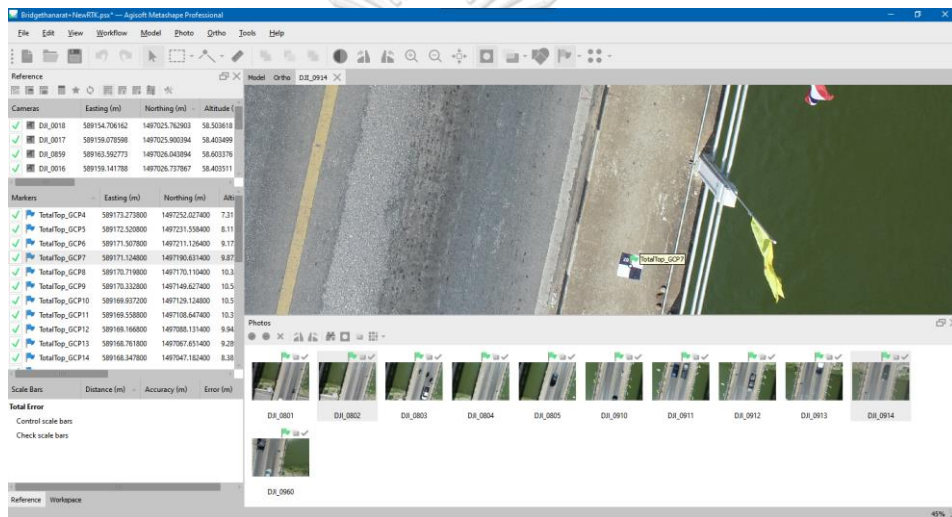 Bridgethanarat+NewRTK.psx* — Agisoft Metashape Professional
File Edit View Workflow Model Photo Ortho Tools Help
Reference
Model Ortho DJI_0914
Cameras Easting (m) Northing (m) Altitude (
DJI_0018 589154.706162 1497025.762903 58.503618
DJI_0017 589159.078598 1497025.900394 58.403499
DJI_0859 589163.592773 1497026.043894 58.603376
DJI_0016 589159.141788 1497026.737867 58.403511
Markers Easting (m) Northing (m) Alti
TotalTop_GCP4 589173.273800 1497252.027400 7.31
TotalTop_GCP5 589172.520800 1497231.558400 8.11
TotalTop_GCP6 589171.507800 1497211.126400 9.17
TotalTop_GCP7 589171.124800 1497190.631400 9.87
TotalTop_GCP8 589170.719800 1497170.110400 10.3
TotalTop_GCP9 589170.332800 1497149.627400 10.5
TotalTop_GCP10 589169.937200 1497129.124800 10.5
TotalTop_GCP11 589169.558800 1497108.647400 10.3
TotalTop_GCP12 589169.166800 1497088.131400 9.94
TotalTop_GCP13 589168.761800 1497067.651400 9.28
TotalTop_GCP14 589168.347800 1497047.182400 8.38
TotalTop_GCP7
Scale Bars Distance (m) Accuracy (m) Error (m)
Total Error
Control scale bars
Check scale bars
Reference Workspace
Photos
DJI_0801 DJI_0802 DJI_0803 DJI_0804 DJI_0805 DJI_0910 DJI_0911 DJI_0912 DJI_0913 DJI_0914
DJI_0960
45%